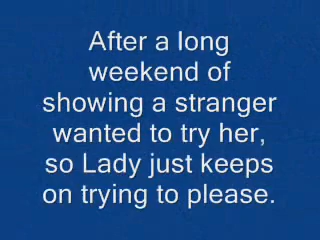 After a long
weekend of
showing a stranger
wanted to try her,
so Lady just keeps
on trying to please.